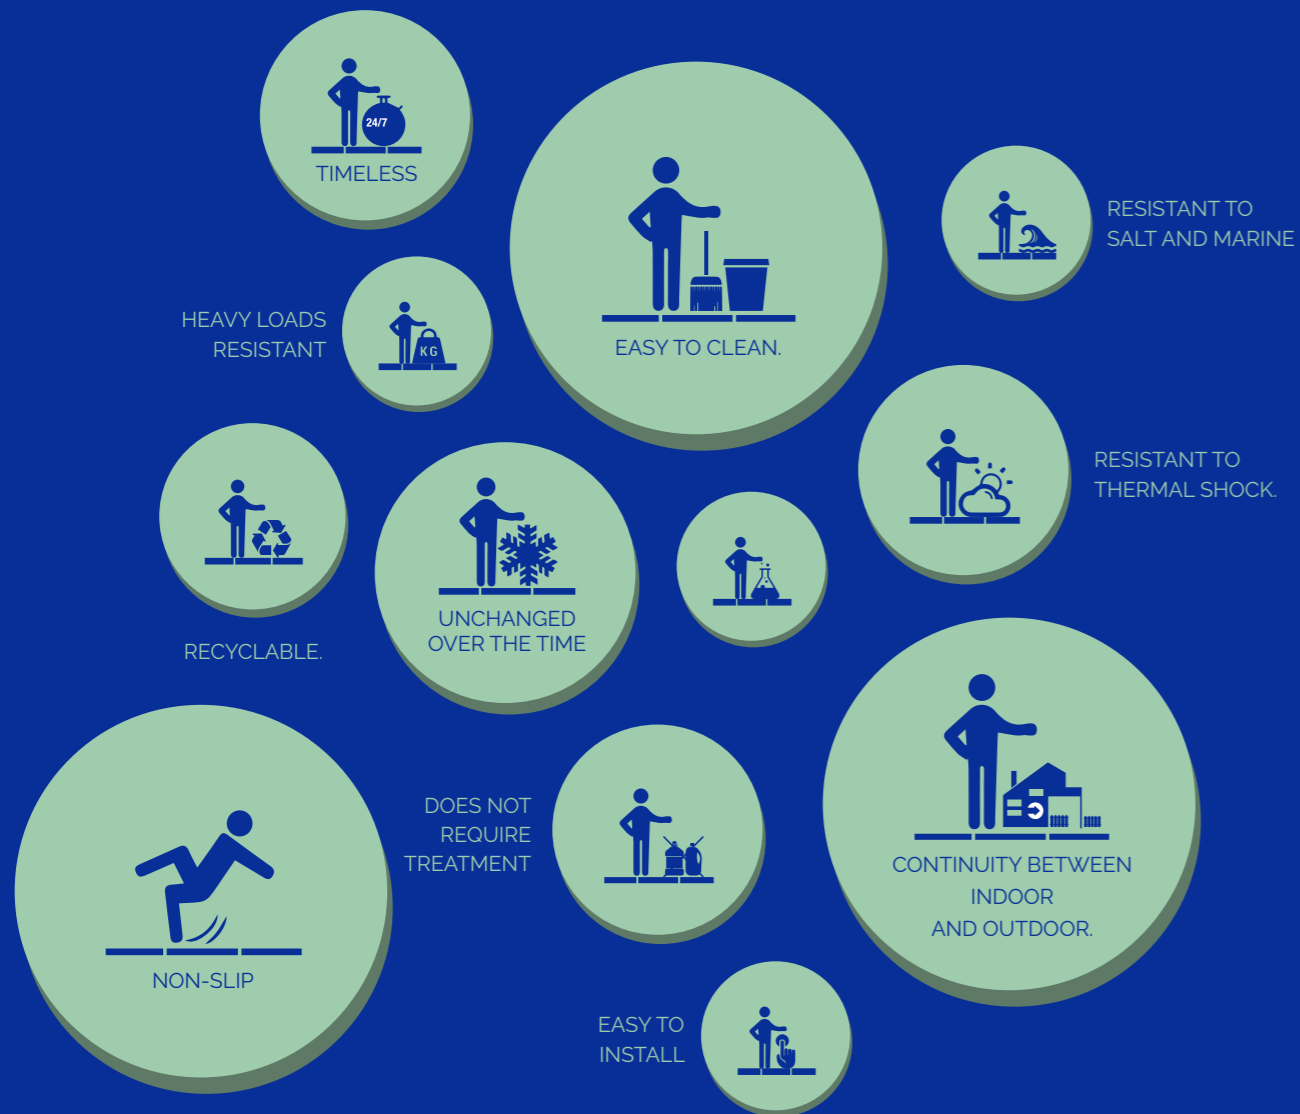 24/7
TIMELESS
EASY TO CLEAN.
RESISTANT TO
SALT AND MARINE
HEAVY LOADS
RESISTANT
KG
RESISTANT TO
THERMAL SHOCK.
UNCHANGED
OVER THE TIME
RECYCLABLE.
DOES NOT
REQUIRE
TREATMENT
CONTINUITY BETWEEN
INDOOR
AND OUTDOOR.
NON-SLIP
EASY TO
INSTALL